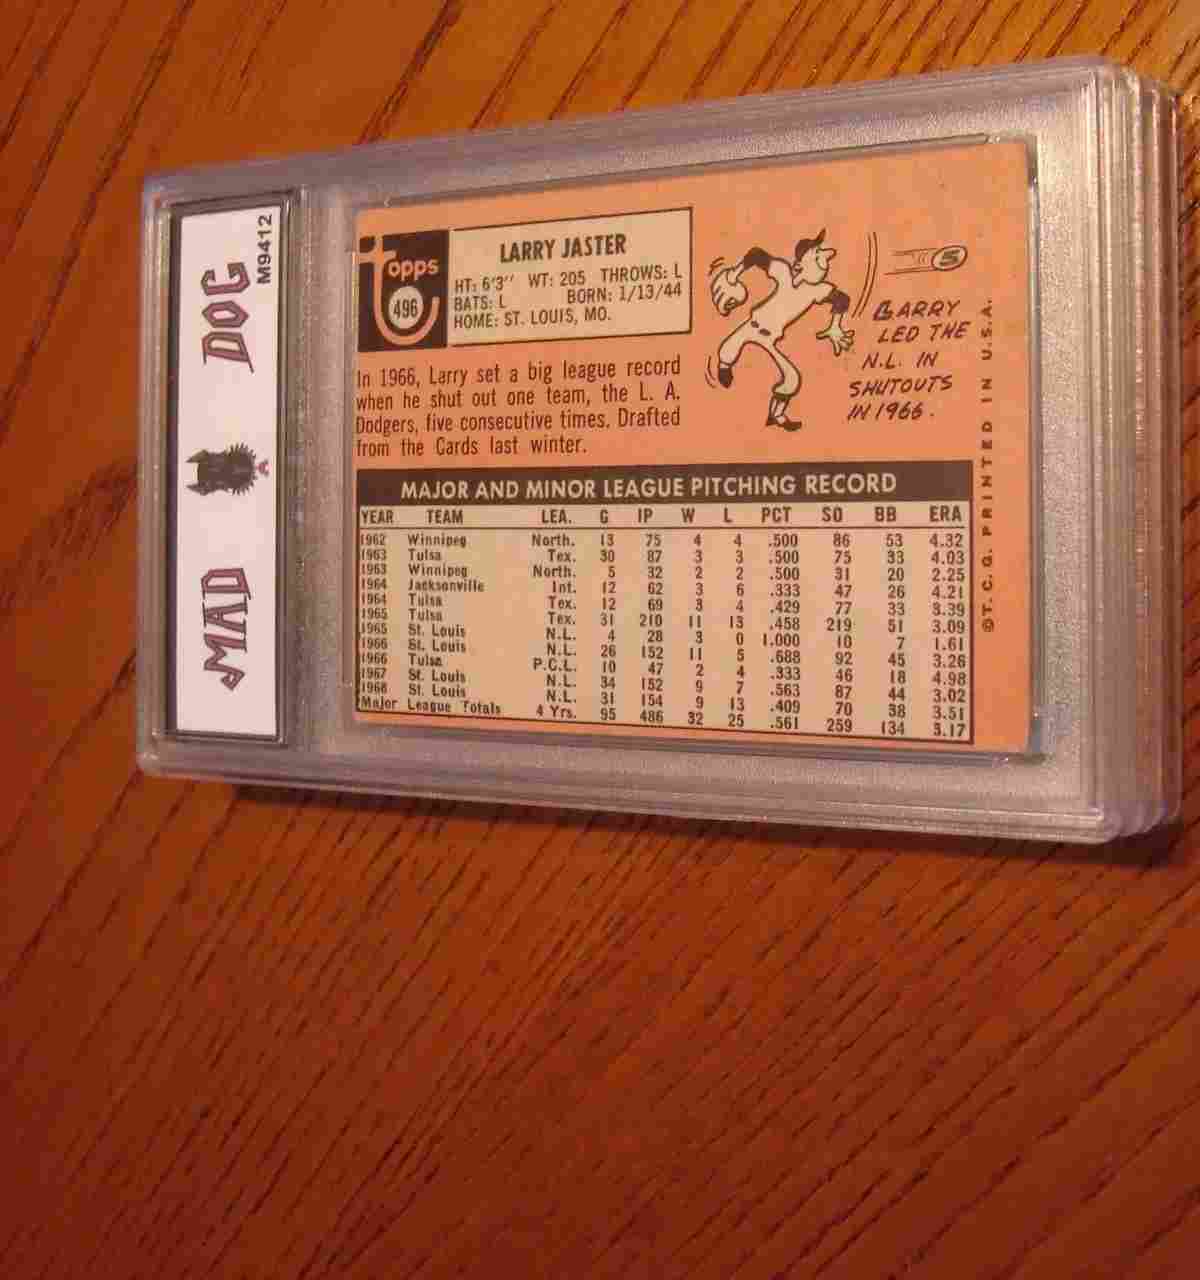 MAD DOG
M9412
Topps
496
LARRY JASTER
HT: 6'3" WT: 205 THROWS: L
BATS: L BORN: 1/13/44
HOME: ST. LOUIS, MO.
In 1966, Larry set a big league record
when he shut out one team, the L. A.
Dodgers, five consecutive times. Drafted
from the Cards last winter.
5
LARRY
LED THE
N.L. IN
SHUTOUTS
IN 1966.
MAJOR AND MINOR LEAGUE PITCHING RECORD
YEAR TEAM LEA. G IP W L PCT SO BB ERA
1962 Winnipeg North. 13 75 4 4 .500 86 53 4.32
1963 Tulsa Tex. 30 87 3 3 .500 75 33 4.03
1963 Winnipeg North. 5 32 2 2 .500 31 20 2.25
1964 Jacksonville Int. 12 62 3 6 .333 47 26 4.21
1964 Tulsa Tex. 12 69 3 4 .429 77 33 3.39
1965 Tulsa Tex. 31 210 11 13 .458 219 51 3.09
1965 St. Louis N.L. 4 28 3 0 1.000 10 7 1.61
1966 St. Louis N.L. 26 152 11 5 .688 92 45 3.26
1966 Tulsa P.C.L. 10 47 2 4 .333 46 18 4.98
1967 St. Louis N.L. 34 152 9 7 .563 87 44 3.02
1968 St. Louis N.L. 31 154 9 13 .409 70 38 3.51
Major League Totals 4 Yrs. 95 486 32 25 .561 259 134 3.17
©T.C.G. PRINTED IN U.S.A.